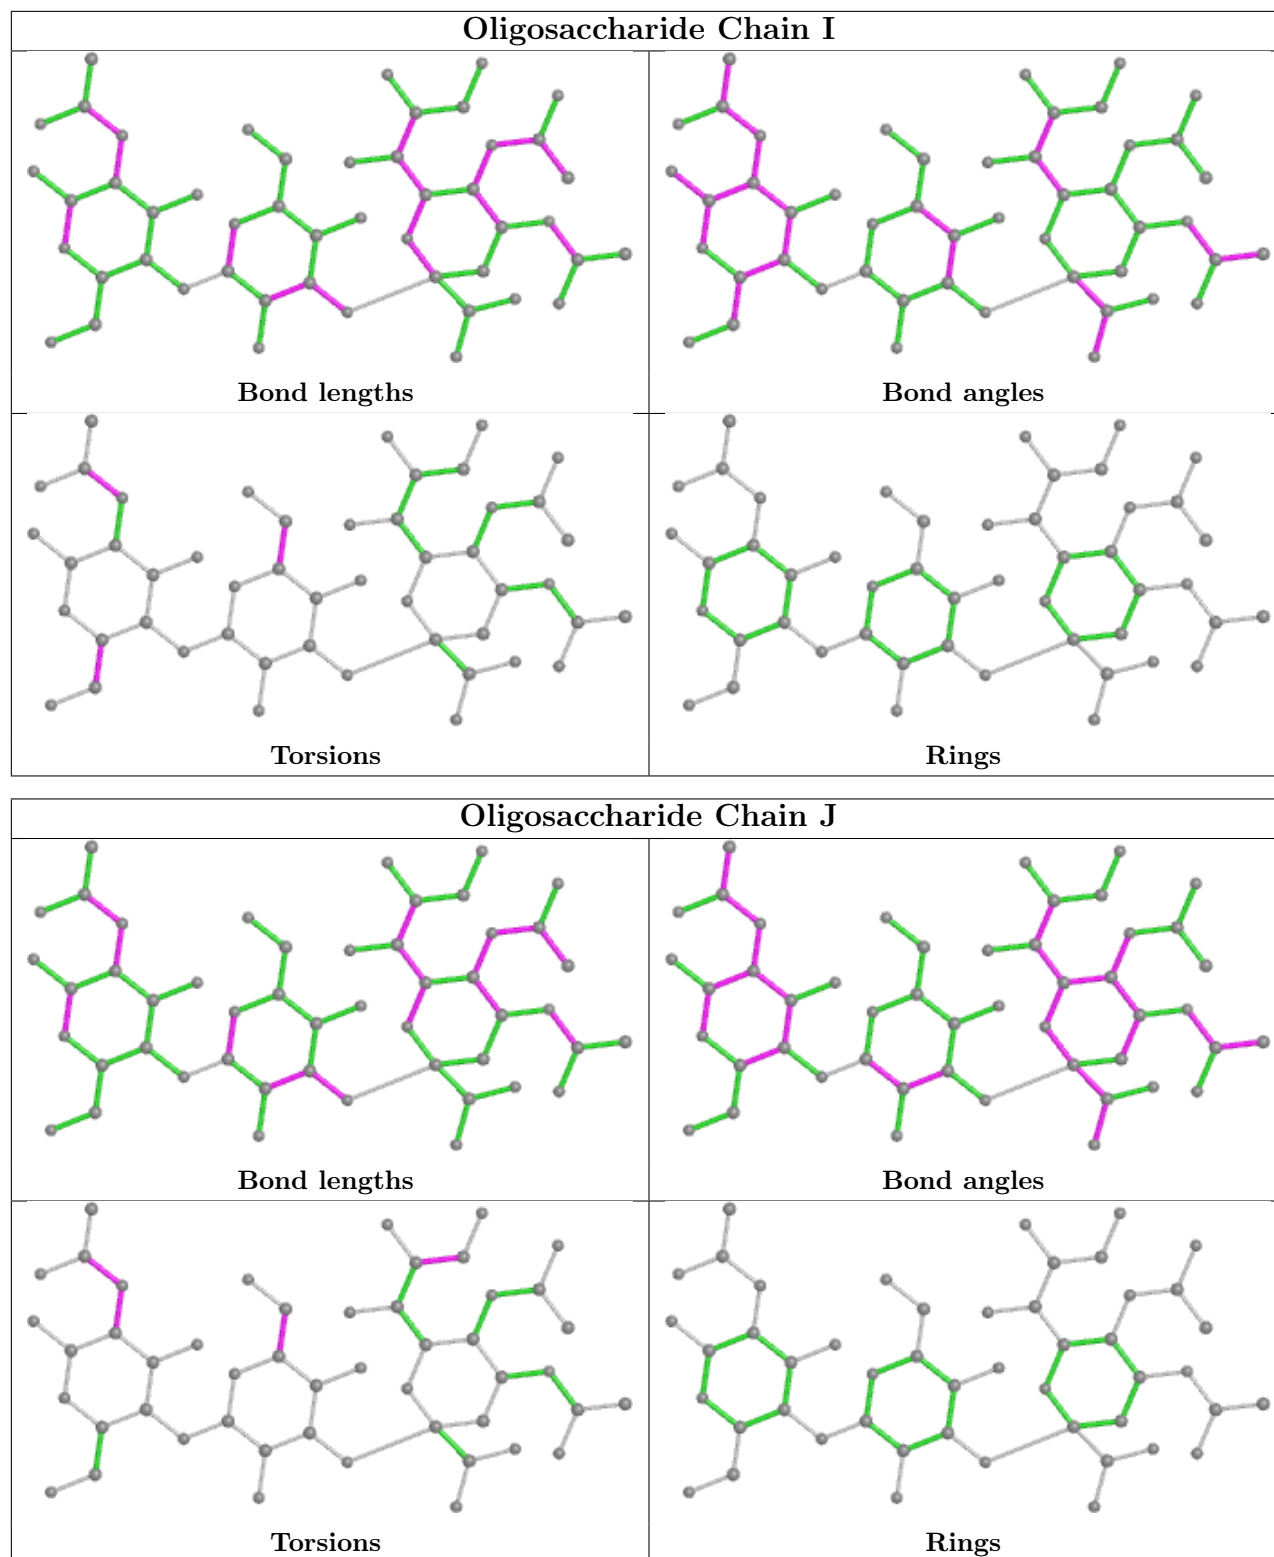 Oligosaccharide Chain I
Bond lengths
Bond angles
Torsions
Rings
Oligosaccharide Chain J
Bond lengths
Bond angles
Torsions
Rings